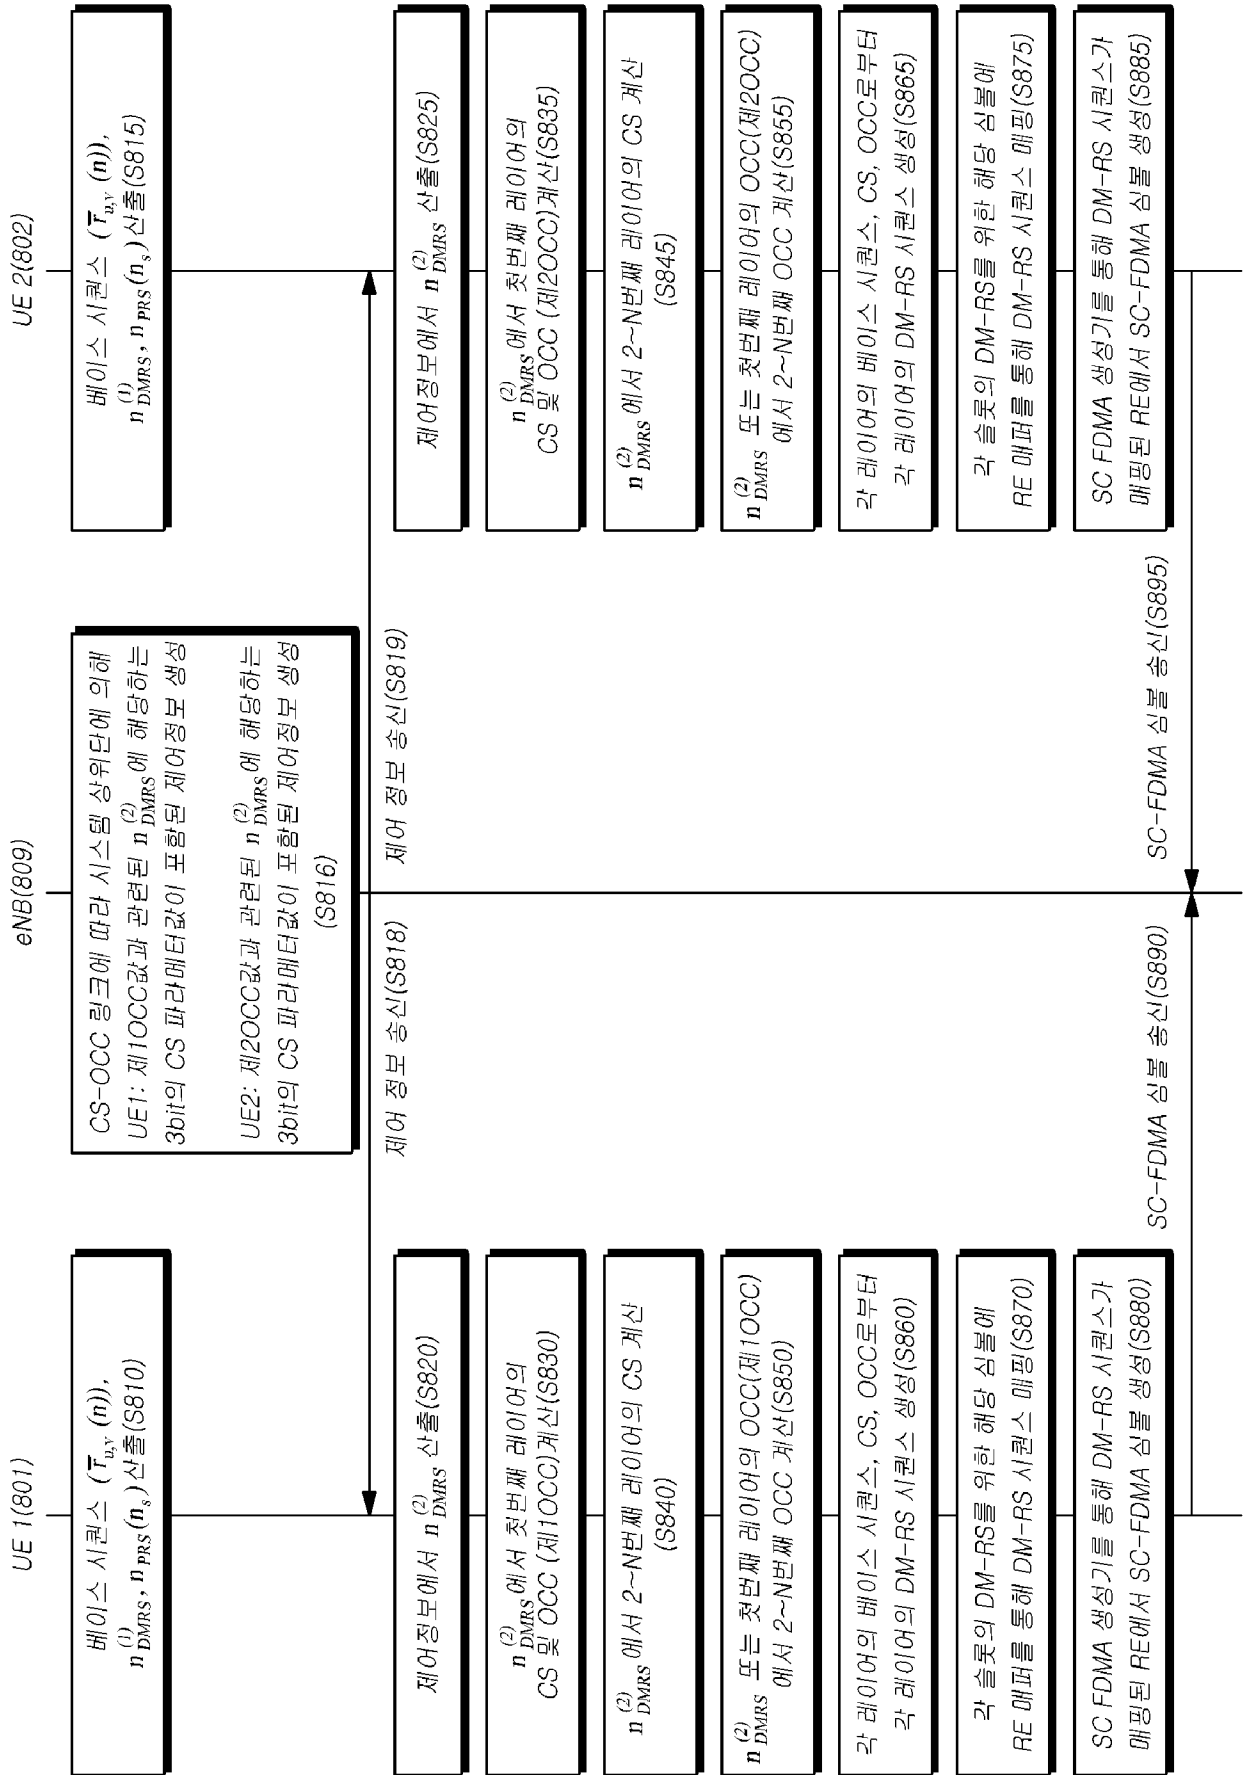 UE 1(801)
eNB(809)
UE 2(802)
베이스 시퀀스 (r̅u,v (n)),
n(1)DMRS, nPRS(ns)산출(S810)
CS-OCC 링크에 따라 시스템 상위단에 의해
UE1: 제1OCC값과 관련된 n(2)DMRS에 해당하는
3bit의 CS 파라메터값이 포함된 제어정보 생성
UE2: 제2OCC값과 관련된 n(2)DMRS에 해당하는
3bit의 CS 파라메터값이 포함된 제어정보 생성
(S816)
베이스 시퀀스 (r̅u,v (n)),
n(1)DMRS, nPRS(ns)산출(S815)
제어 정보 송신(S818)
제어 정보 송신(S819)
제어정보에서 n(2)DMRS 산출(S820)
n(2)DMRS에서 첫번째 레이어의
CS 및 OCC (제1OCC)계산(S830)
n(2)DMRS 에서 2~N번째 레이어의 CS 계산
(S840)
n(2)DMRS 또는 첫번째 레이어의 OCC(제1OCC)
에서 2~N번째 OCC 계산(S850)
각 레이어의 베이스 시퀀스, CS, OCC로부터
각 레이어의 DM-RS 시퀀스 생성(S860)
각 슬롯의 DM-RS를 위한 해당 심볼에
RE 매퍼를 통해 DM-RS 시퀀스 매핑(S870)
SC FDMA 생성기를 통해 DM-RS 시퀀스가
매핑된 RE에서 SC-FDMA 심볼 생성(S880)
제어정보에서 n(2)DMRS 산출(S825)
n(2)DMRS에서 첫번째 레이어의
CS 및 OCC (제2OCC)계산(S835)
n(2)DMRS 에서 2~N번째 레이어의 CS 계산
(S845)
n(2)DMRS 또는 첫번째 레이어의 OCC(제2OCC)
에서 2~N번째 OCC 계산(S855)
각 레이어의 베이스 시퀀스, CS, OCC로부터
각 레이어의 DM-RS 시퀀스 생성(S865)
각 슬롯의 DM-RS를 위한 해당 심볼에
RE 매퍼를 통해 DM-RS 시퀀스 매핑(S875)
SC FDMA 생성기를 통해 DM-RS 시퀀스가
매핑된 RE에서 SC-FDMA 심볼 생성(S885)
SC-FDMA 심볼 송신(S890)
SC-FDMA 심볼 송신(S895)